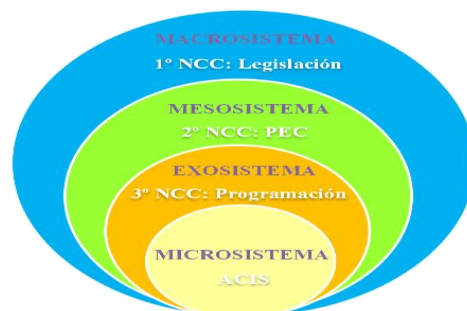 MACROSISTEMA
1º NCC: Legislación
MESOSISTEMA
2º NCC: PEC
EXOSISTEMA
3º NCC: Programación
MICROSISTEMA
ACIS